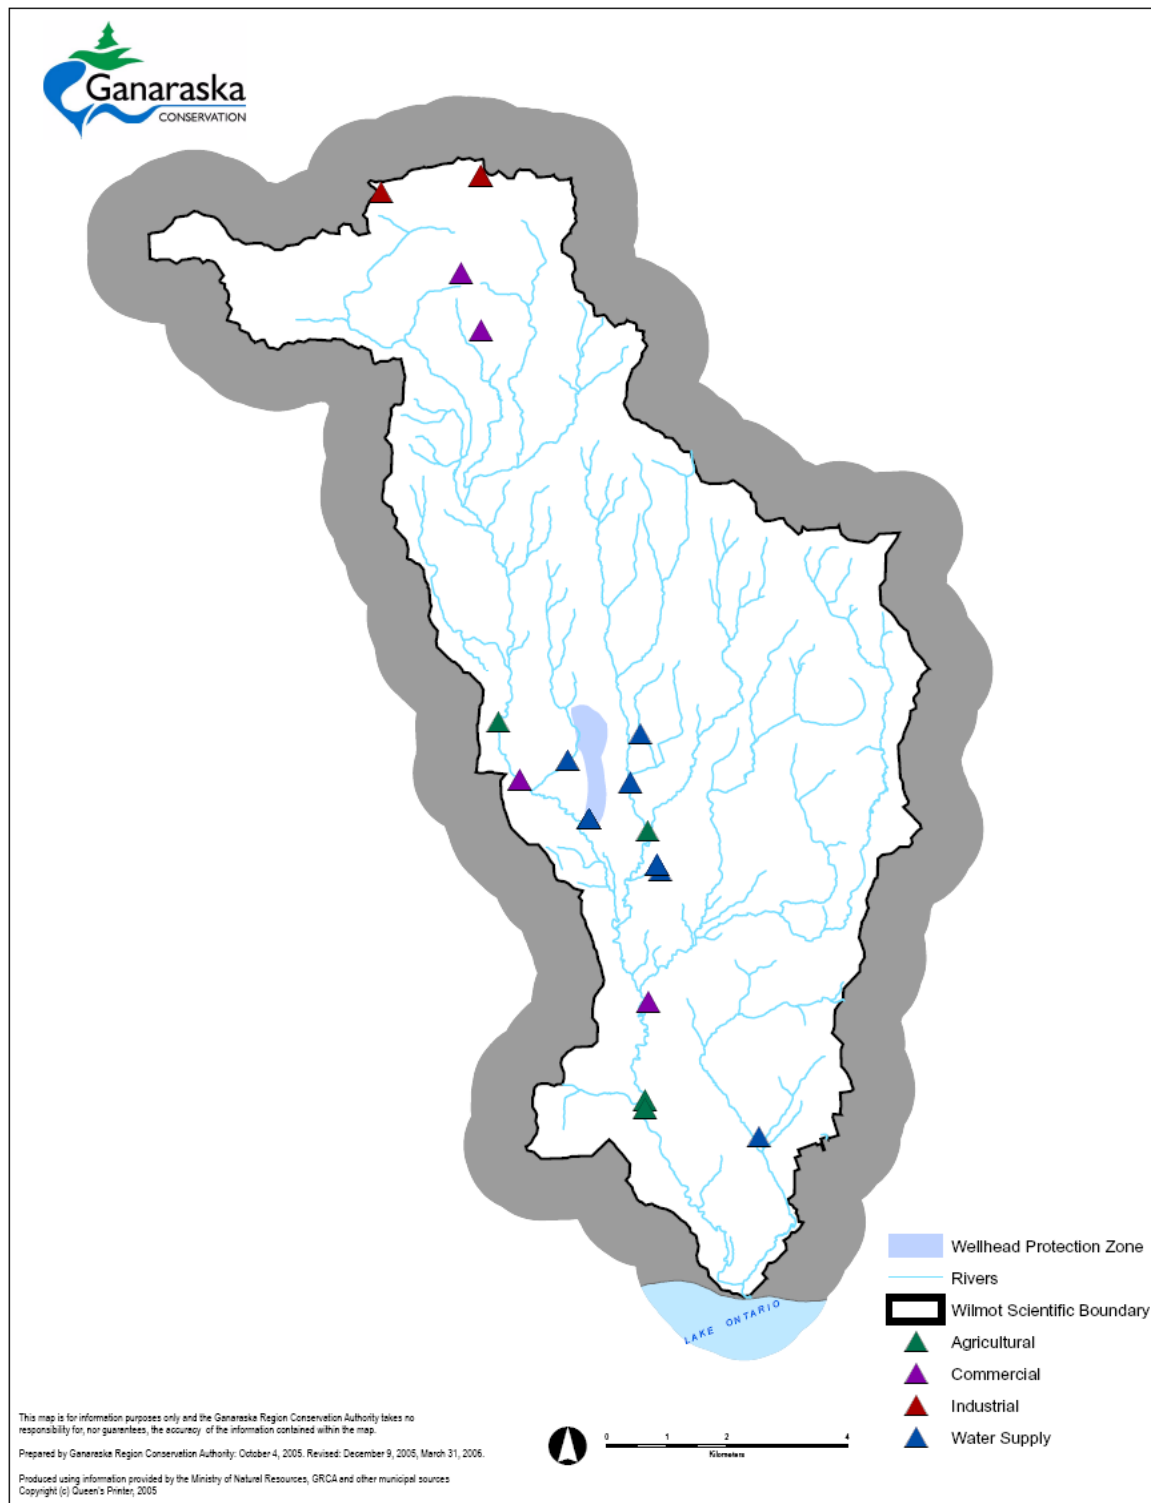 Ganaraska
CONSERVATION
LAKE ONTARIO
Wellhead Protection Zone
Rivers
Wilmot Scientific Boundary
Agricultural
Commercial
Industrial
Water Supply
This map is for information purposes only and the Ganaraska Region Conservation Authority takes no
responsibility for, nor guarantees, the accuracy of the information contained within the map.
Prepared by Ganaraska Region Conservation Authority: October 4, 2005. Revised: December 9, 2005, March 31, 2006.
Produced using information provided by the Ministry of Natural Resources, GRCA and other municipal sources
Copyright (c) Queen's Printer, 2005
0 1 2 4
Kilometers